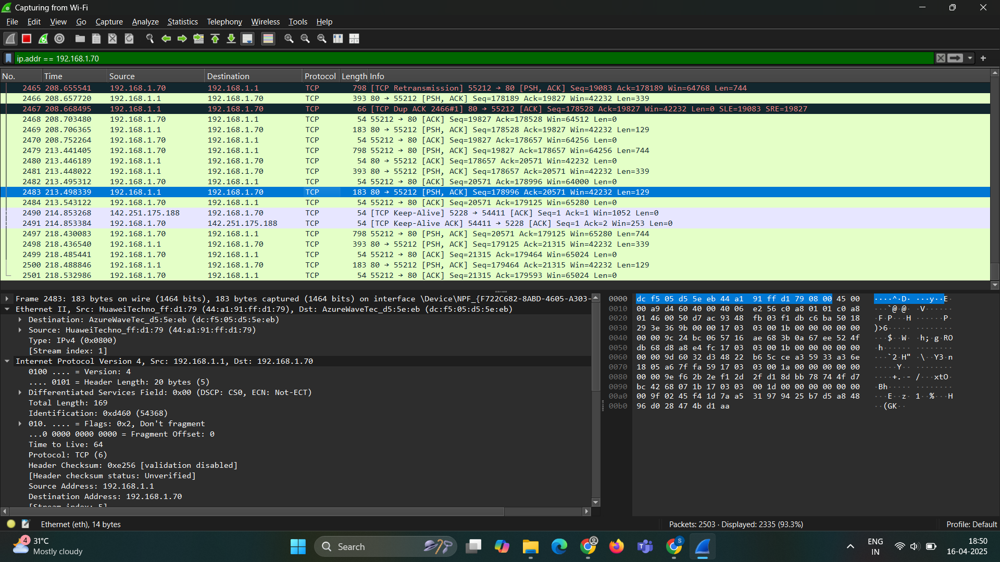 Capturing from Wi-Fi
File Edit View Go Capture Analyze Statistics Telephony Wireless Tools Help
ip.addr == 192.168.1.70
No. Time Source Destination Protocol Length Info
2465 208.655541 192.168.1.70 192.168.1.1 TCP 798 [TCP Retransmission] 55212 → 80 [PSH, ACK] Seq=19083 Ack=178189 Win=64768 Len=744
2466 208.657720 192.168.1.1 192.168.1.70 TCP 393 80 → 55212 [PSH, ACK] Seq=178189 Ack=19827 Win=42232 Len=339
2467 208.668495 192.168.1.1 192.168.1.70 TCP 66 [TCP Dup ACK 2466#1] 80 → 55212 [ACK] Seq=178528 Ack=19827 Win=42232 Len=0 SLE=19083 SRE=19827
2468 208.703480 192.168.1.70 192.168.1.1 TCP 54 55212 → 80 [ACK] Seq=19827 Ack=178528 Win=64512 Len=0
2469 208.706365 192.168.1.1 192.168.1.70 TCP 183 80 → 55212 [PSH, ACK] Seq=178528 Ack=19827 Win=42232 Len=129
2470 208.752264 192.168.1.70 192.168.1.1 TCP 54 55212 → 80 [ACK] Seq=19827 Ack=178657 Win=64256 Len=0
2479 213.441405 192.168.1.70 192.168.1.1 TCP 798 55212 → 80 [PSH, ACK] Seq=19827 Ack=178657 Win=64256 Len=744
2480 213.446189 192.168.1.1 192.168.1.70 TCP 54 80 → 55212 [ACK] Seq=178657 Ack=20571 Win=42232 Len=0
2481 213.448022 192.168.1.1 192.168.1.70 TCP 393 80 → 55212 [PSH, ACK] Seq=178657 Ack=20571 Win=42232 Len=339
2482 213.495312 192.168.1.70 192.168.1.1 TCP 54 55212 → 80 [ACK] Seq=20571 Ack=178996 Win=64000 Len=0
2483 213.498339 192.168.1.1 192.168.1.70 TCP 183 80 → 55212 [PSH, ACK] Seq=178996 Ack=20571 Win=42232 Len=129
2484 213.543122 192.168.1.70 192.168.1.1 TCP 54 55212 → 80 [ACK] Seq=20571 Ack=179125 Win=65280 Len=0
2490 214.853268 142.251.175.188 192.168.1.70 TCP 54 [TCP Keep-Alive] 5228 → 54411 [ACK] Seq=1 Ack=1 Win=1052 Len=0
2491 214.853384 192.168.1.70 142.251.175.188 TCP 54 [TCP Keep-Alive ACK] 54411 → 5228 [ACK] Seq=1 Ack=2 Win=253 Len=0
2497 218.430083 192.168.1.70 192.168.1.1 TCP 798 55212 → 80 [PSH, ACK] Seq=20571 Ack=179125 Win=65280 Len=744
2498 218.436540 192.168.1.1 192.168.1.70 TCP 393 80 → 55212 [PSH, ACK] Seq=179125 Ack=21315 Win=42232 Len=339
2499 218.485441 192.168.1.70 192.168.1.1 TCP 54 55212 → 80 [ACK] Seq=21315 Ack=179464 Win=65024 Len=0
2500 218.488846 192.168.1.1 192.168.1.70 TCP 183 80 → 55212 [PSH, ACK] Seq=179464 Ack=21315 Win=42232 Len=129
2501 218.532986 192.168.1.70 192.168.1.1 TCP 54 55212 → 80 [ACK] Seq=21315 Ack=179593 Win=65024 Len=0
Frame 2483: 183 bytes on wire (1464 bits), 183 bytes captured (1464 bits) on interface \Device\NPF_{F722C682-8ABD-4605-A303-
Ethernet II, Src: HuaweiTechno_ff:d1:79 (44:a1:91:ff:d1:79), Dst: AzureWaveTec_d5:5e:eb (dc:f5:05:d5:5e:eb)
Destination: AzureWaveTec_d5:5e:eb (dc:f5:05:d5:5e:eb)
Source: HuaweiTechno_ff:d1:79 (44:a1:91:ff:d1:79)
Type: IPv4 (0x0800)
[Stream index: 1]
Internet Protocol Version 4, Src: 192.168.1.1, Dst: 192.168.1.70
0100 .... = Version: 4
.... 0101 = Header Length: 20 bytes (5)
Differentiated Services Field: 0x00 (DSCP: CS0, ECN: Not-ECT)
Total Length: 169
Identification: 0xd460 (54368)
010. .... = Flags: 0x2, Don't fragment
...0 0000 0000 0000 = Fragment Offset: 0
Time to Live: 64
Protocol: TCP (6)
Header Checksum: 0xe256 [validation disabled]
[Header checksum status: Unverified]
Source Address: 192.168.1.1
Destination Address: 192.168.1.70
[Stream index: 5]
0000 dc f5 05 d5 5e eb 44 a1 91 ff d1 79 08 00 45 00 ····^·D· ···y··E·
0010 00 a9 d4 60 40 00 40 06 e2 56 c0 a8 01 01 c0 a8 ···`@·@· ·V······
0020 01 46 00 50 d7 ac 93 48 fb 03 f1 db c6 ba 50 18 ·F·P···H ······P·
0030 29 3e 36 9b 00 00 17 03 03 00 1b 00 00 00 00 00 )>6····· ········
0040 00 00 9c 24 bc 06 57 16 ae 68 3b 0a 67 ee 52 4f ···$··W· ·h;·g·RO
0050 db 68 d8 a8 e4 fc 17 03 03 00 1b 00 00 00 00 00 ·h······ ········
0060 00 00 9d 60 32 d3 48 22 b6 5c ce a3 59 33 a3 6e ···`2·H" ·\··Y3·n
0070 18 05 a6 7f fa 59 17 03 03 00 1a 00 00 00 00 00 ·····Y·· ········
0080 00 00 9e f6 2b 2e f1 2d 2f d1 8d bb 78 74 4f d7 ····+.·- /···xtO·
0090 bc 42 68 07 1b 17 03 03 00 1d 00 00 00 00 00 00 ·Bh····· ········
00a0 00 9f 02 45 f4 1d 7a a5 31 97 94 25 b7 d5 a8 48 ···E··z· 1··%···H
00b0 96 d0 28 47 4b d1 aa ··(GK··
Ethernet (eth), 14 bytes
Packets: 2503 · Displayed: 2335 (93.3%)
Profile: Default
4
31°C
Mostly cloudy
Search
S
ENG
IN
18:50
16-04-2025